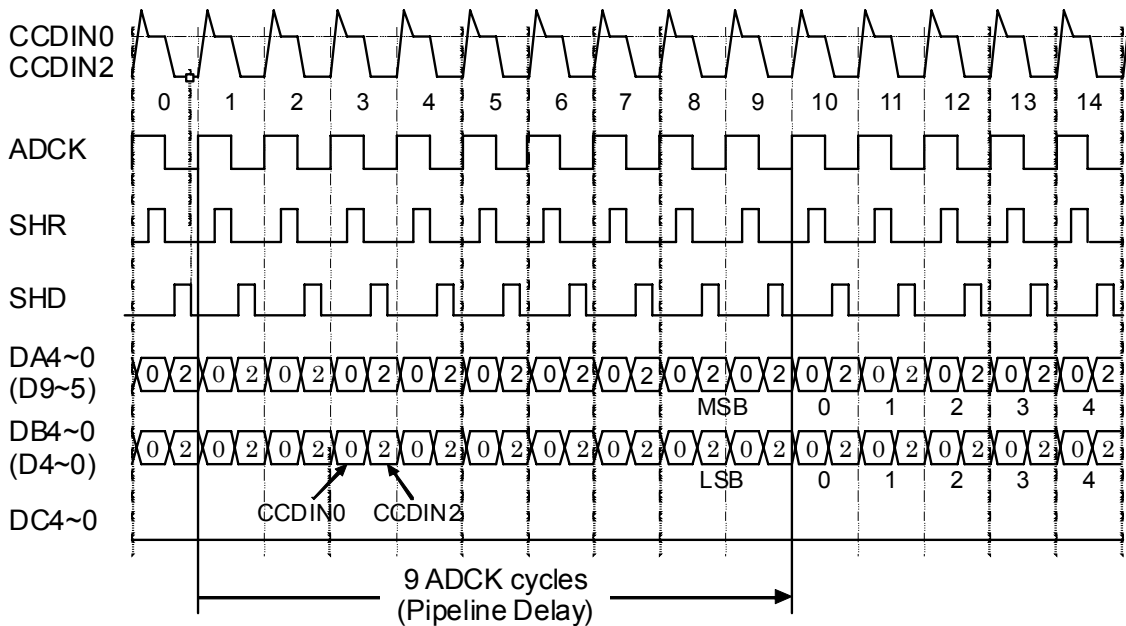 CCDIN0
CCDIN2
0 1 2 3 4 5 6 7 8 9 10 11 12 13 14
ADCK
SHR
SHD
DA4~0
(D9~5)
0 2 0 2 0 2 0 2 0 2 0 2 0 2 0 2 0 2 0 2 0 2 0 2 0 2 0 2 0 2
MSB 0 1 2 3 4
DB4~0
(D4~0)
0 2 0 2 0 2 0 2 0 2 0 2 0 2 0 2 0 2 0 2 0 2 0 2 0 2 0 2 0 2
LSB 0 1 2 3 4
CCDIN0 CCDIN2
DC4~0
9 ADCK cycles
(Pipeline Delay)